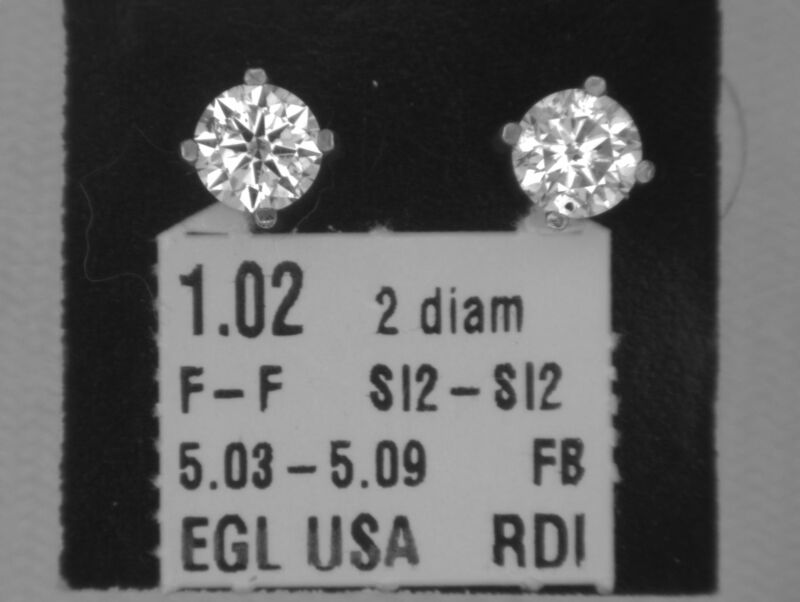 1.02 2 diam
F-F SI2-SI2
5.03-5.09 FB
EGL USA RDI